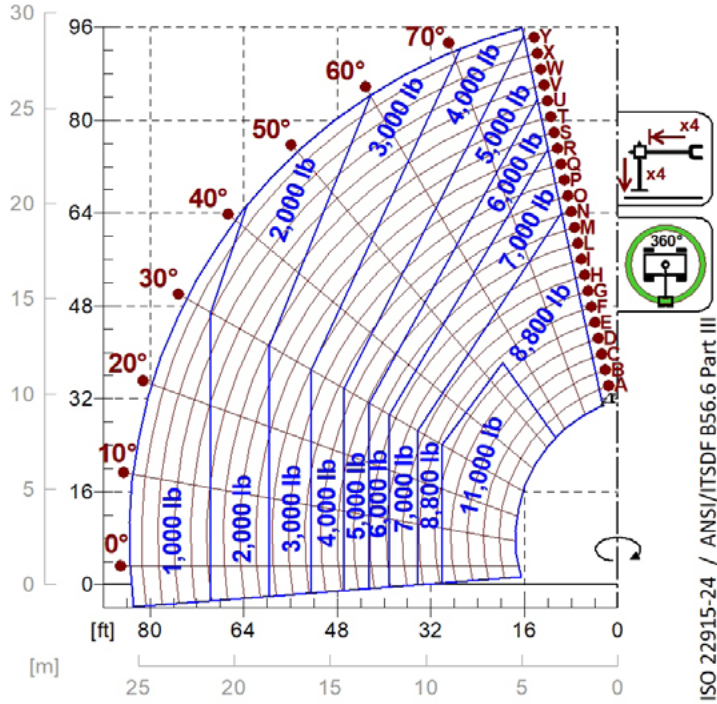 30
25
20
15
10
5
0
[m]
96
80
64
48
32
16
0
[ft]
80
64
48
32
16
0
25
20
15
10
5
0
0°
10°
20°
30°
40°
50°
60°
70°
Y
X
W
V
U
T
S
R
Q
P
O
N
M
L
I
H
G
F
E
D
C
B
A
2,000 lb
3,000 lb
4,000 lb
5,000 lb
6,000 lb
7,000 lb
8,800 lb
1,000 lb
2,000 lb
3,000 lb
4,000 lb
5,000 lb
6,000 lb
7,000 lb
8,800 lb
11,000 lb
x4
x4
360°
ISO 22915-24 / ANSI/ITSDF B56.6 Part III